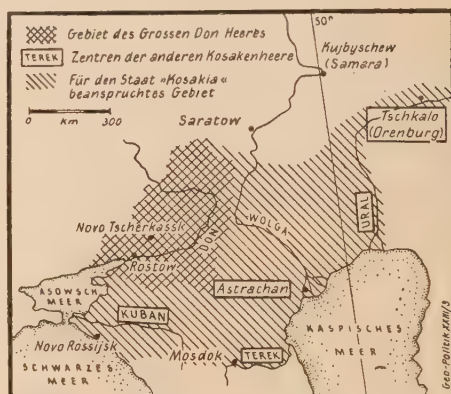 Gebiet des Grossen Don Heeres
TEREK Zentren der anderen Kosakenheere
Für den Staat »Kosakia«
beanspruchtes Gebiet
0 Km 300
50°
Kujbyschew
(Samara)
Saratow
Tschkalo
(Orenburg)
Novo Tscherkassk
DON
WOLGA
URAL
Rostow
ASOWSCH
MEER
Astrachan
KUBAN
KASPISCHES
MEER
Novo Rossijsk
Mosdok
TEREK
SCHWARZES
MEER
Geo-Politik XXIII/9